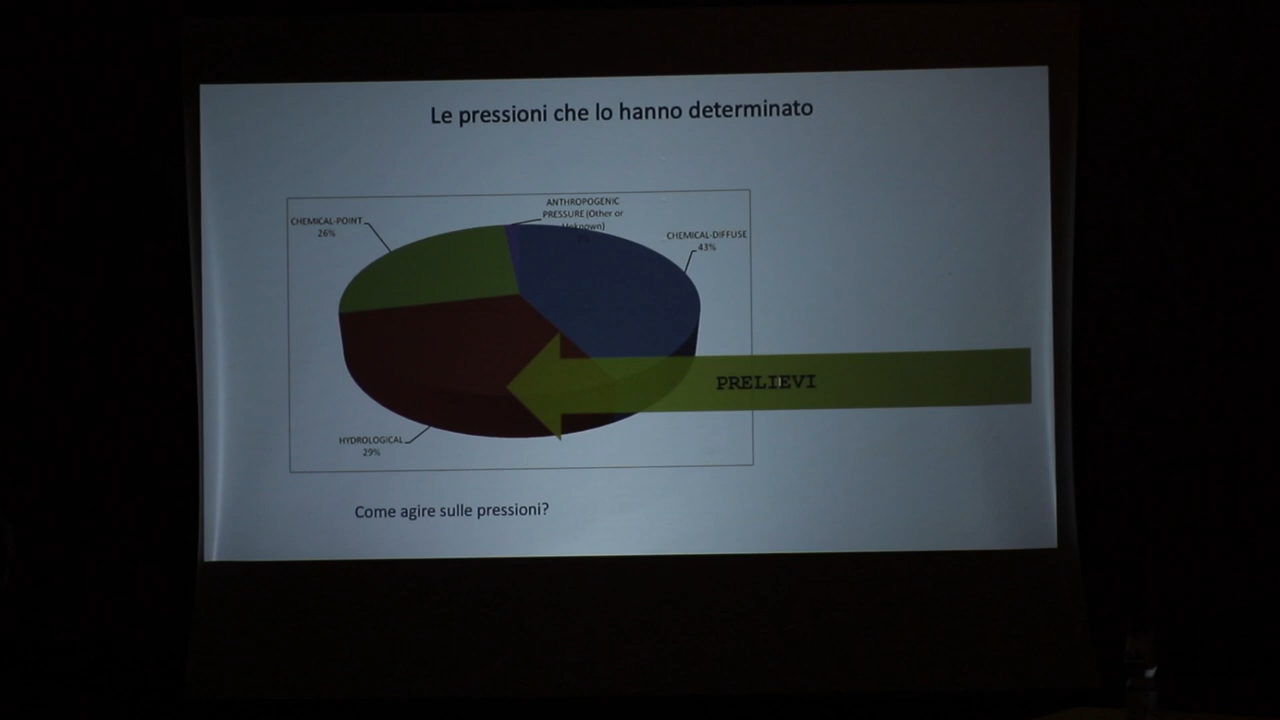 Le pressioni che lo hanno determinato
ANTHROPOGENIC
PRESSURE (Other or
Unknown)
CHEMICAL-POINT
26%
CHEMICAL-DIFFUSE
43%
PRELIEVI
HYDROLOGICAL
29%
Come agire sulle pressioni?